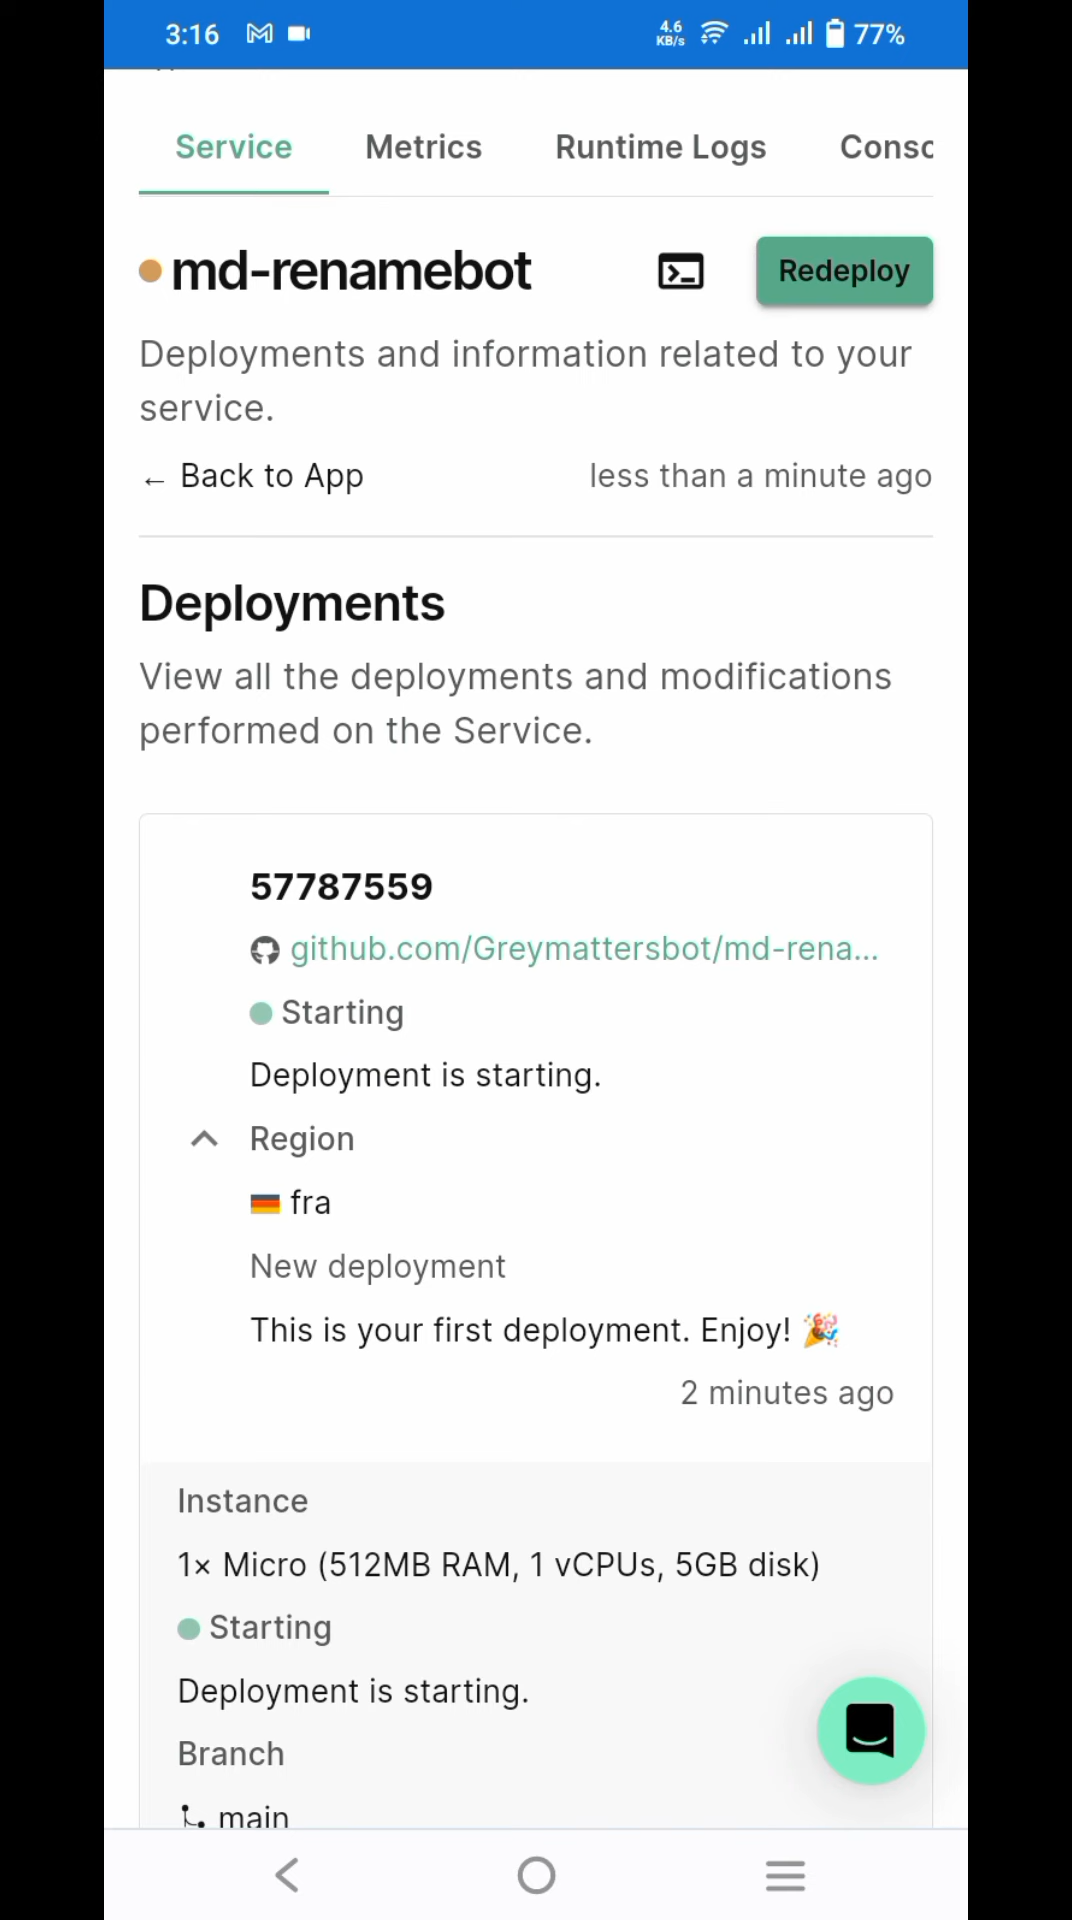 3:16
4.6
KB/s
77%
Service Metrics Runtime Logs Consc
md-renamebot
Redeploy
Deployments and information related to your
service.
← Back to App
less than a minute ago
Deployments
View all the deployments and modifications
performed on the Service.
57787559
github.com/Greymattersbot/md-rena...
Starting
Deployment is starting.
Region
fra
New deployment
This is your first deployment. Enjoy! 🎉
2 minutes ago
Instance
1× Micro (512MB RAM, 1 vCPUs, 5GB disk)
Starting
Deployment is starting.
Branch
main